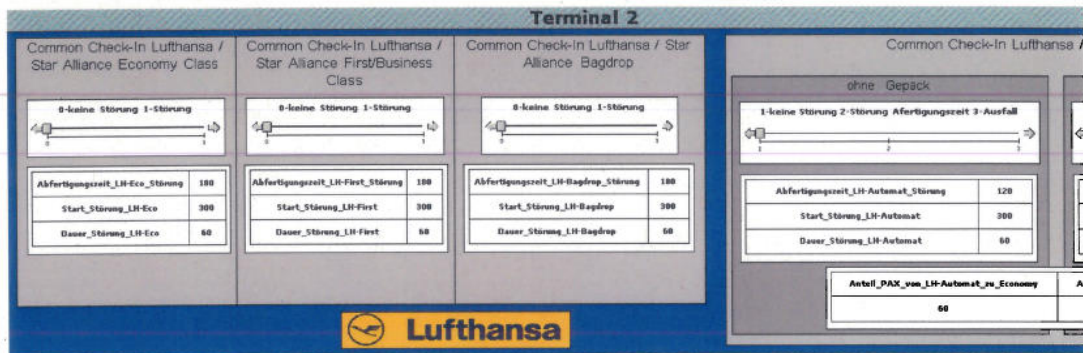 Terminal 2
Common Check-In Lufthansa /
Star Alliance Economy Class
0-keine Störung 1-Störung
0 1
Abfertigungszeit_LH-Eco_Störung 180
Start_Störung_LH-Eco 300
Dauer_Störung_LH-Eco 60
Common Check-In Lufthansa /
Star Alliance First/Business
Class
0-keine Störung 1-Störung
0 1
Abfertigungszeit_LH-First_Störung 180
Start_Störung_LH-First 300
Dauer_Störung_LH-First 60
Common Check-In Lufthansa / Star
Alliance Bagdrop
0-keine Störung 1-Störung
0 1
Abfertigungszeit_LH-Bagdrop_Störung 180
Start_Störung_LH-Bagdrop 300
Dauer_Störung_LH-Bagdrop 60
Common Check-In Lufthansa
ohne Gepäck
1-keine Störung 2-Störung Afertigungszeit 3-Ausfall
1 2 3
Abfertigungszeit_LH-Automat_Störung 120
Start_Störung_LH-Automat 300
Dauer_Störung_LH-Automat 60
Anteil_PAX_von_LH-Automat_zu_Economy
60
Lufthansa